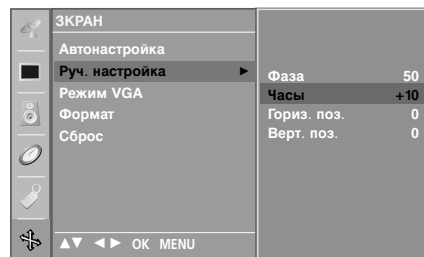 ЗКРАН
Автонастройка
Руч. настройка ►
Режим VGA
Формат
Сброс
Фаза 50
Часы +10
Гориз. поз. 0
Верт. поз. 0
▲▼ ◄► OK MENU